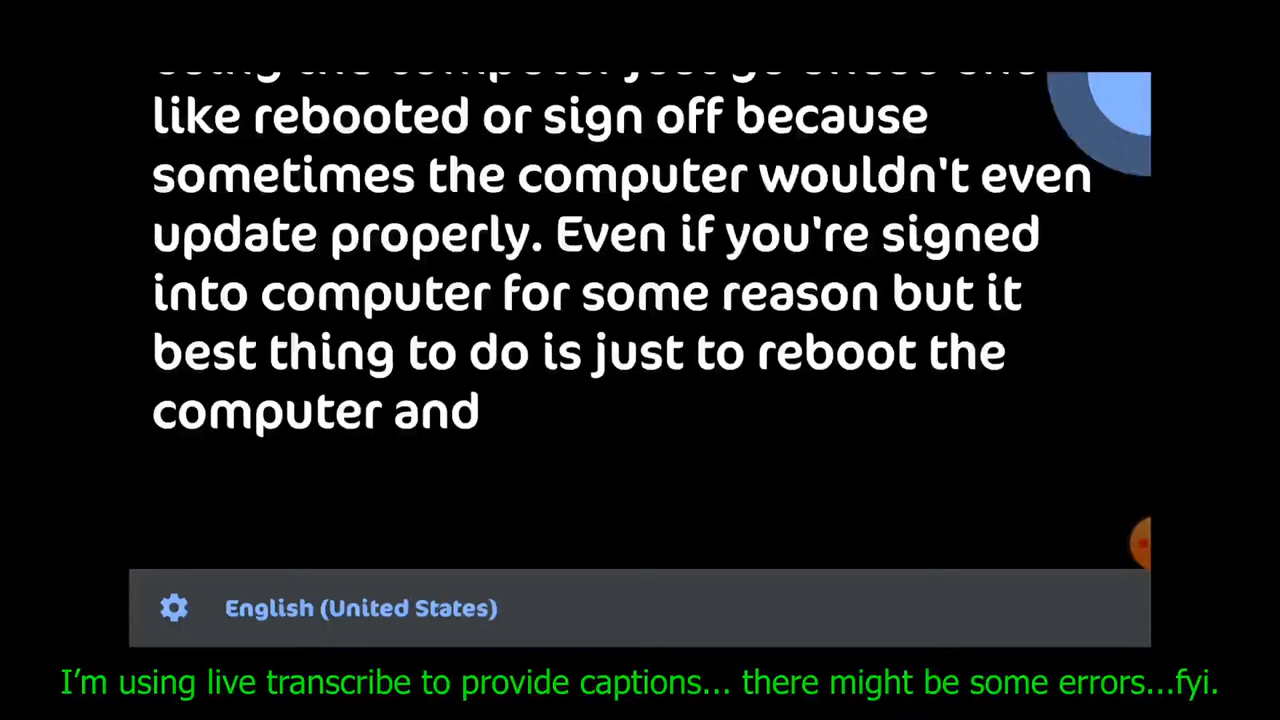 like rebooted or sign off because
sometimes the computer wouldn't even
update properly. Even if you're signed
into computer for some reason but it
best thing to do is just to reboot the
computer and
English (United States)
I'm using live transcribe to provide captions... there might be some errors...fyi.